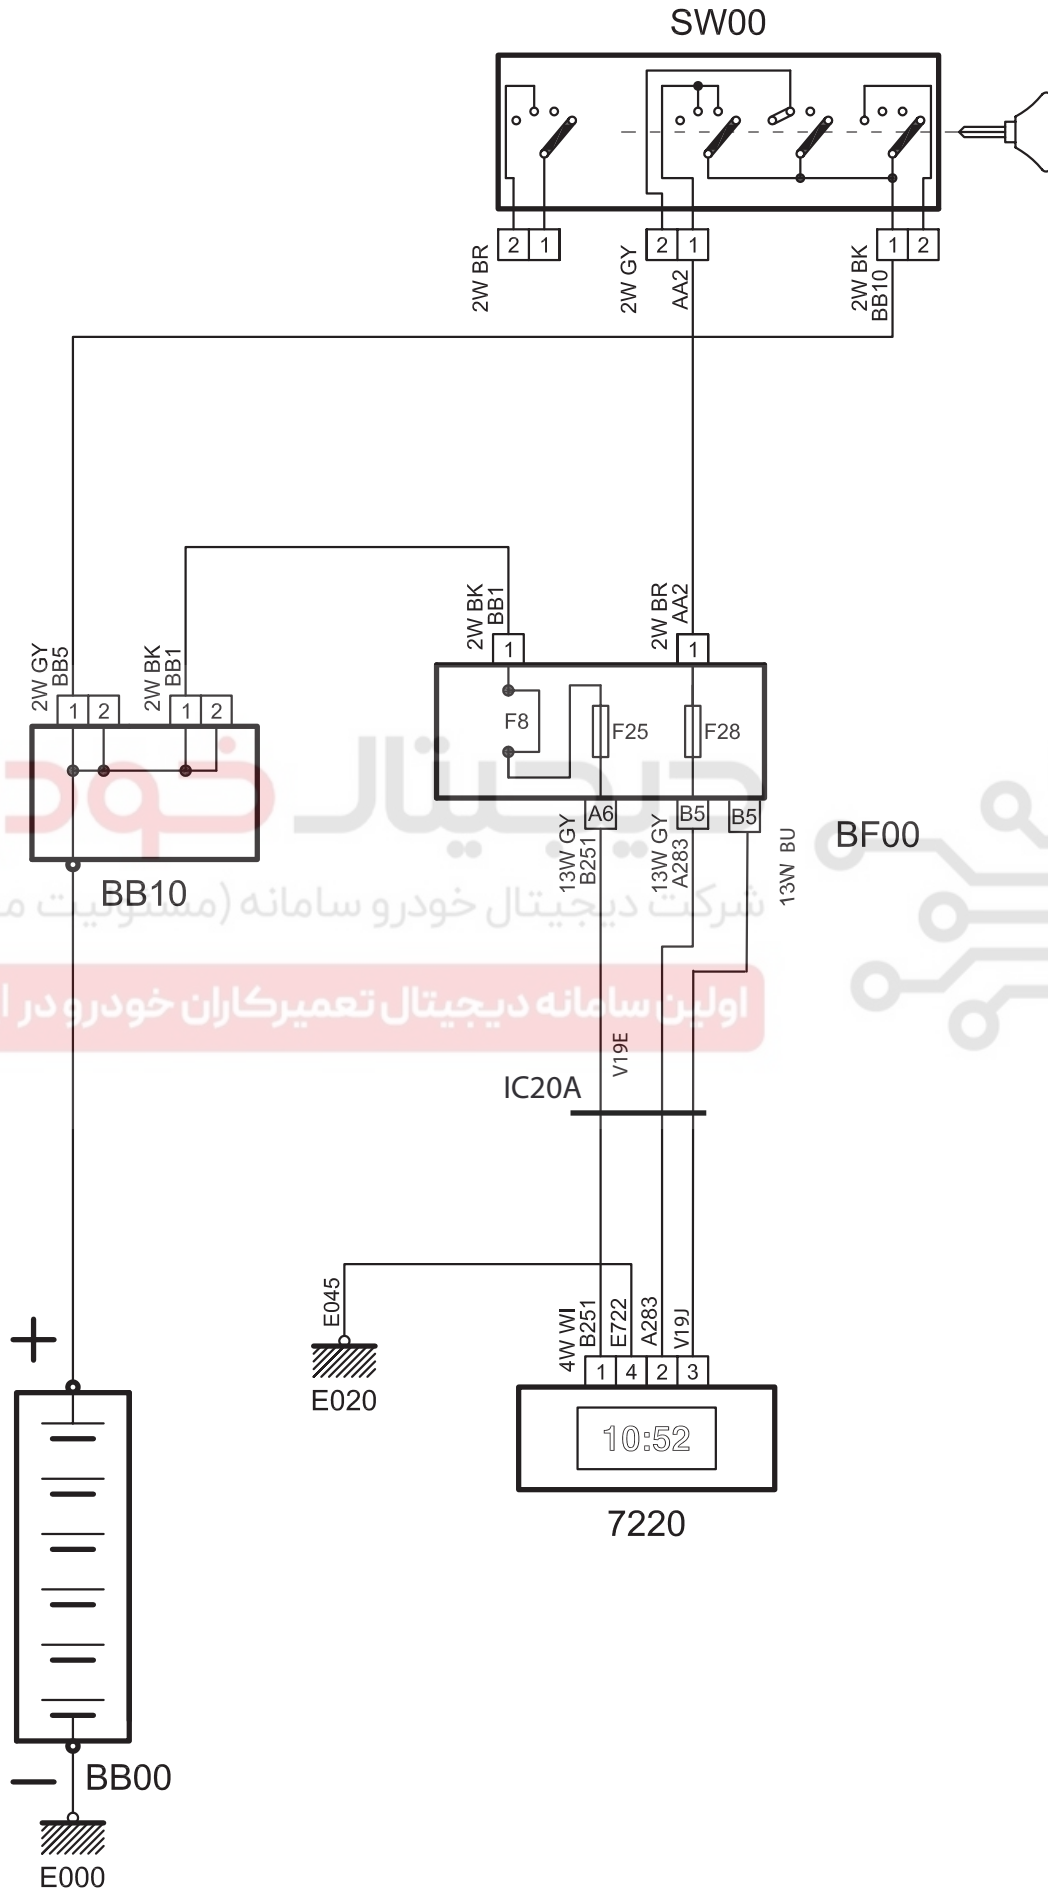 SW00
2 1
2 1
1 2
2W BR
2W GY
AA2
2W BK
BB10
2W BK
BB1
2W BR
AA2
1
1
2W GY
BB5
2W BK
BB1
1 2
1 2
F8
F25
F28
دیجیتال خودرو
A6
B5
B5
13W GY
B251
13W GY
A283
13W BU
BF00
BB10
شرکت دیجیتال خودرو سامانه (مسئولیت
اولین سامانه دیجیتال تعمیرکاران خودرو در
V19E
IC20A
E045
E020
4W WI
B251
E722
A283
V19J
1 4 2 3
10:52
7220
+
−
BB00
E000